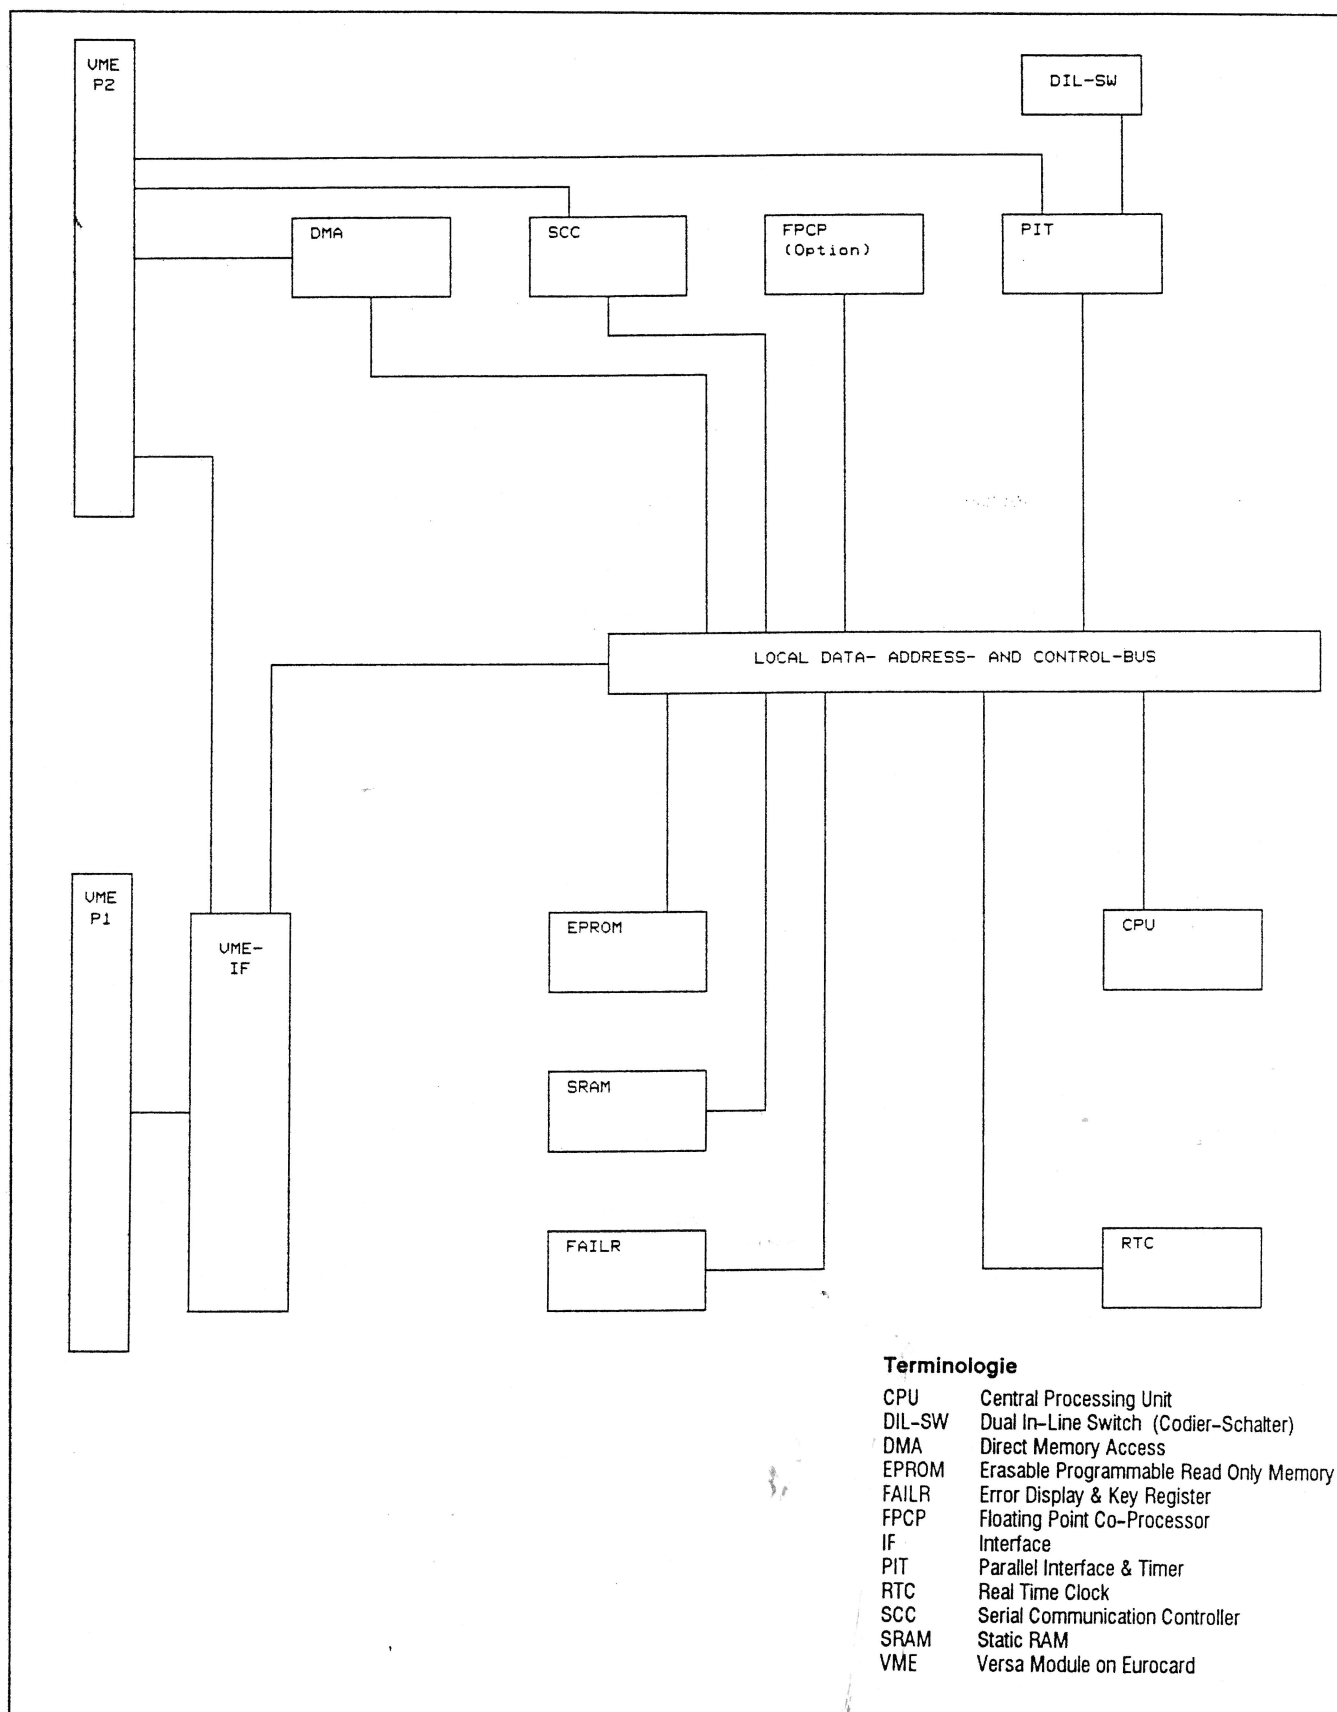 VME
P2
DIL-SW
DMA
SCC
FPCP
(Option)
PIT
LOCAL DATA- ADDRESS- AND CONTROL-BUS
VME
P1
VME-
IF
EPROM
CPU
SRAM
FAILR
RTC
Terminologie
CPU Central Processing Unit
DIL-SW Dual In-Line Switch (Codier-Schalter)
DMA Direct Memory Access
EPROM Erasable Programmable Read Only Memory
FAILR Error Display & Key Register
FPCP Floating Point Co-Processor
IF Interface
PIT Parallel Interface & Timer
RTC Real Time Clock
SCC Serial Communication Controller
SRAM Static RAM
VME Versa Module on Eurocard